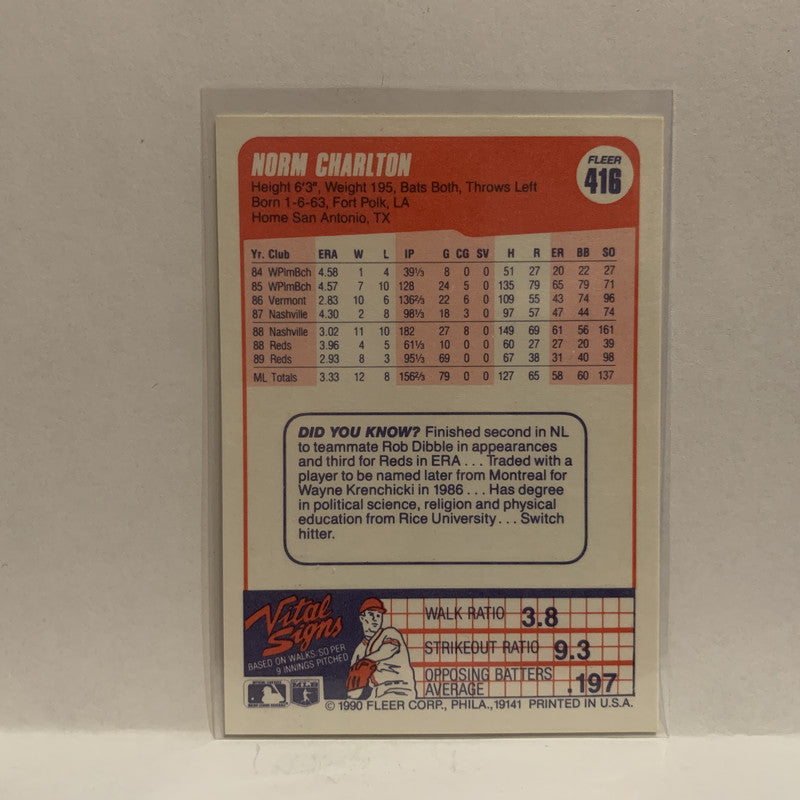 NORM CHARLTON
FLEER
416
Height 6'3", Weight 195, Bats Both, Throws Left
Born 1-6-63, Fort Polk, LA
Home San Antonio, TX
Yr. Club ERA W L IP G CG SV H R ER BB SO
84 WPlmBch 4.58 1 4 39⅓ 8 0 0 51 27 20 22 27
85 WPlmBch 4.57 7 10 128 24 5 0 135 79 65 79 71
86 Vermont 2.83 10 6 136⅔ 22 6 0 109 55 43 74 96
87 Nashville 4.30 2 8 98⅓ 18 3 0 97 57 47 44 74
88 Nashville 3.02 11 10 182 27 8 0 149 69 61 56 161
88 Reds 3.96 4 5 61⅓ 10 0 0 60 27 27 20 39
89 Reds 2.93 8 3 95⅓ 69 0 0 67 38 31 40 98
ML Totals 3.33 12 8 156⅔ 79 0 0 127 65 58 60 137
DID YOU KNOW? Finished second in NL
to teammate Rob Dibble in appearances
and third for Reds in ERA . . . Traded with a
player to be named later from Montreal for
Wayne Krenchicki in 1986 . . . Has degree
in political science, religion and physical
education from Rice University . . . Switch
hitter.
Vital
Signs
BASED ON WALKS/SO PER
9 INNINGS PITCHED
WALK RATIO 3.8
STRIKEOUT RATIO 9.3
OPPOSING BATTERS
AVERAGE .197
MLB
© 1990 FLEER CORP., PHILA., 19141 PRINTED IN U.S.A.